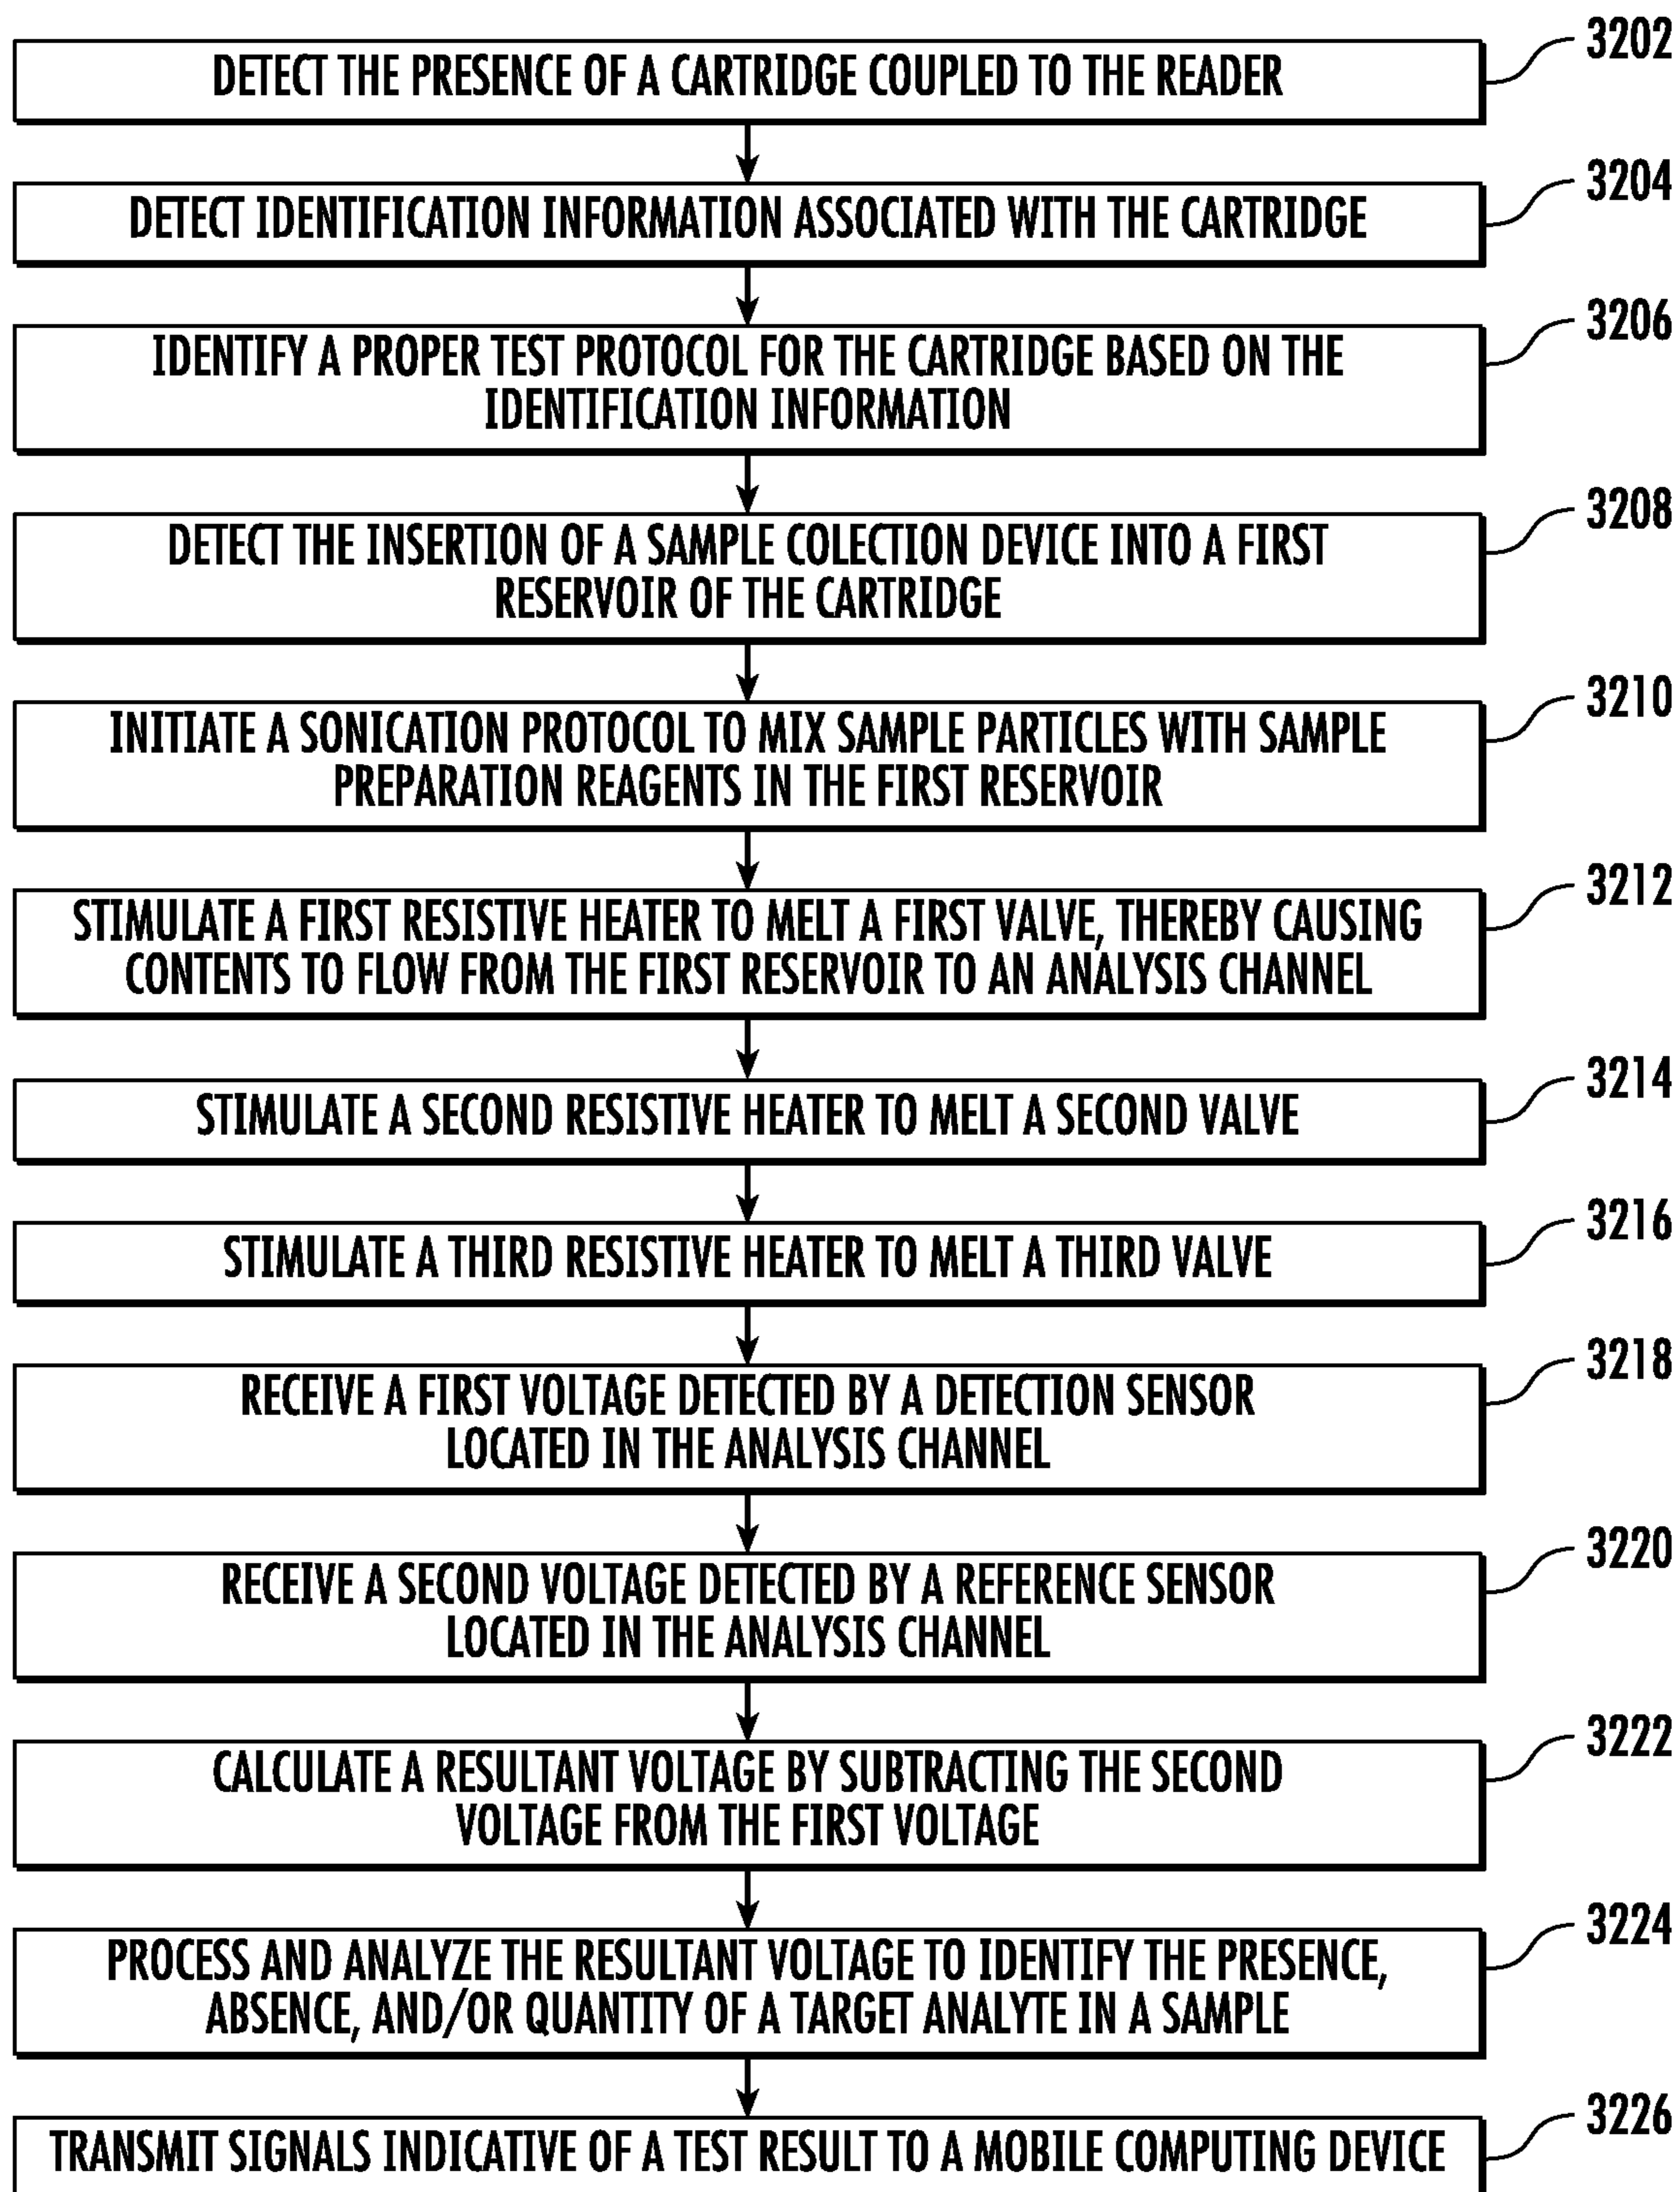 3202
DETECT THE PRESENCE OF A CARTRIDGE COUPLED TO THE READER
3204
DETECT IDENTIFICATION INFORMATION ASSOCIATED WITH THE CARTRIDGE
3206
IDENTIFY A PROPER TEST PROTOCOL FOR THE CARTRIDGE BASED ON THE
IDENTIFICATION INFORMATION
3208
DETECT THE INSERTION OF A SAMPLE COLECTION DEVICE INTO A FIRST
RESERVOIR OF THE CARTRIDGE
3210
INITIATE A SONICATION PROTOCOL TO MIX SAMPLE PARTICLES WITH SAMPLE
PREPARATION REAGENTS IN THE FIRST RESERVOIR
3212
STIMULATE A FIRST RESISTIVE HEATER TO MELT A FIRST VALVE, THEREBY CAUSING
CONTENTS TO FLOW FROM THE FIRST RESERVOIR TO AN ANALYSIS CHANNEL
3214
STIMULATE A SECOND RESISTIVE HEATER TO MELT A SECOND VALVE
3216
STIMULATE A THIRD RESISTIVE HEATER TO MELT A THIRD VALVE
3218
RECEIVE A FIRST VOLTAGE DETECTED BY A DETECTION SENSOR
LOCATED IN THE ANALYSIS CHANNEL
3220
RECEIVE A SECOND VOLTAGE DETECTED BY A REFERENCE SENSOR
LOCATED IN THE ANALYSIS CHANNEL
3222
CALCULATE A RESULTANT VOLTAGE BY SUBTRACTING THE SECOND
VOLTAGE FROM THE FIRST VOLTAGE
3224
PROCESS AND ANALYZE THE RESULTANT VOLTAGE TO IDENTIFY THE PRESENCE,
ABSENCE, AND/OR QUANTITY OF A TARGET ANALYTE IN A SAMPLE
3226
TRANSMIT SIGNALS INDICATIVE OF A TEST RESULT TO A MOBILE COMPUTING DEVICE